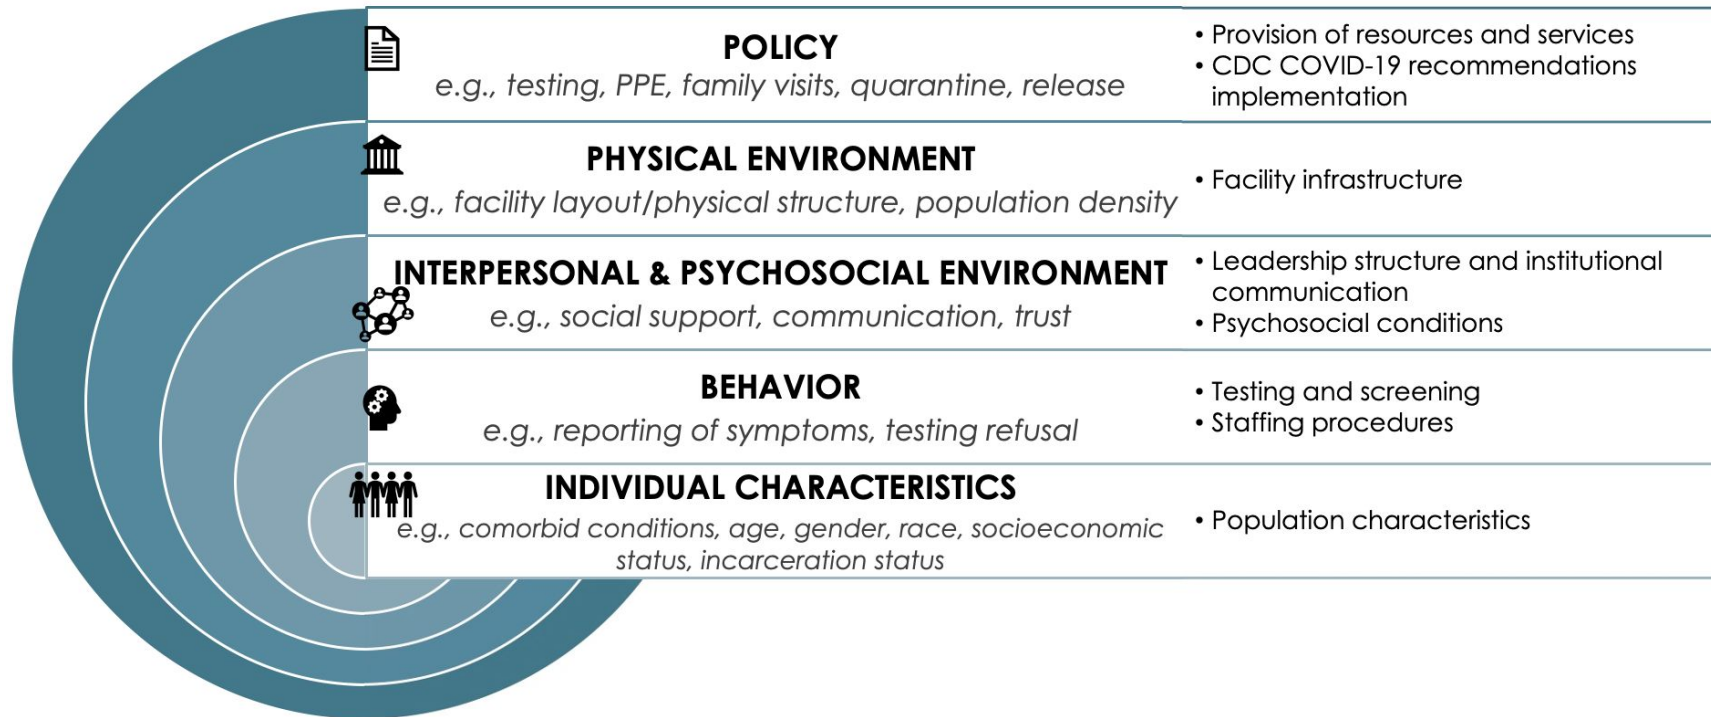 POLICY
e.g., testing, PPE, family visits, quarantine, release
• Provision of resources and services
• CDC COVID-19 recommendations
implementation
PHYSICAL ENVIRONMENT
e.g., facility layout/physical structure, population density
• Facility infrastructure
INTERPERSONAL & PSYCHOSOCIAL ENVIRONMENT
e.g., social support, communication, trust
• Leadership structure and institutional
communication
• Psychosocial conditions
BEHAVIOR
e.g., reporting of symptoms, testing refusal
• Testing and screening
• Staffing procedures
INDIVIDUAL CHARACTERISTICS
e.g., comorbid conditions, age, gender, race, socioeconomic
status, incarceration status
• Population characteristics